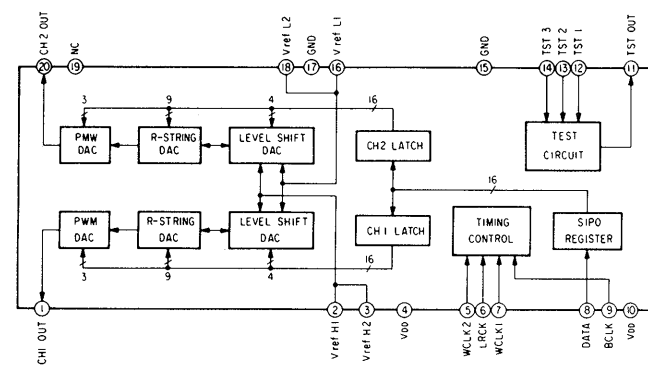 CH 2 OUT
NC
Vref L2
GND
Vref L1
GND
TST 3
TST 2
TST 1
TST OUT
20
19
18
17
16
15
14
13
12
11
3
9
4
16
PMW DAC
R-STRING DAC
LEVEL SHIFT DAC
CH2 LATCH
TEST CIRCUIT
16
PWM DAC
R-STRING DAC
LEVEL SHIFT DAC
CH1 LATCH
TIMING CONTROL
SIPO REGISTER
3
9
4
16
1
2
3
4
5
6
7
8
9
10
CH1 OUT
Vref H1
Vref H2
VDD
WCLK2
LRCK
WCLK1
DATA
BCLK
VDD